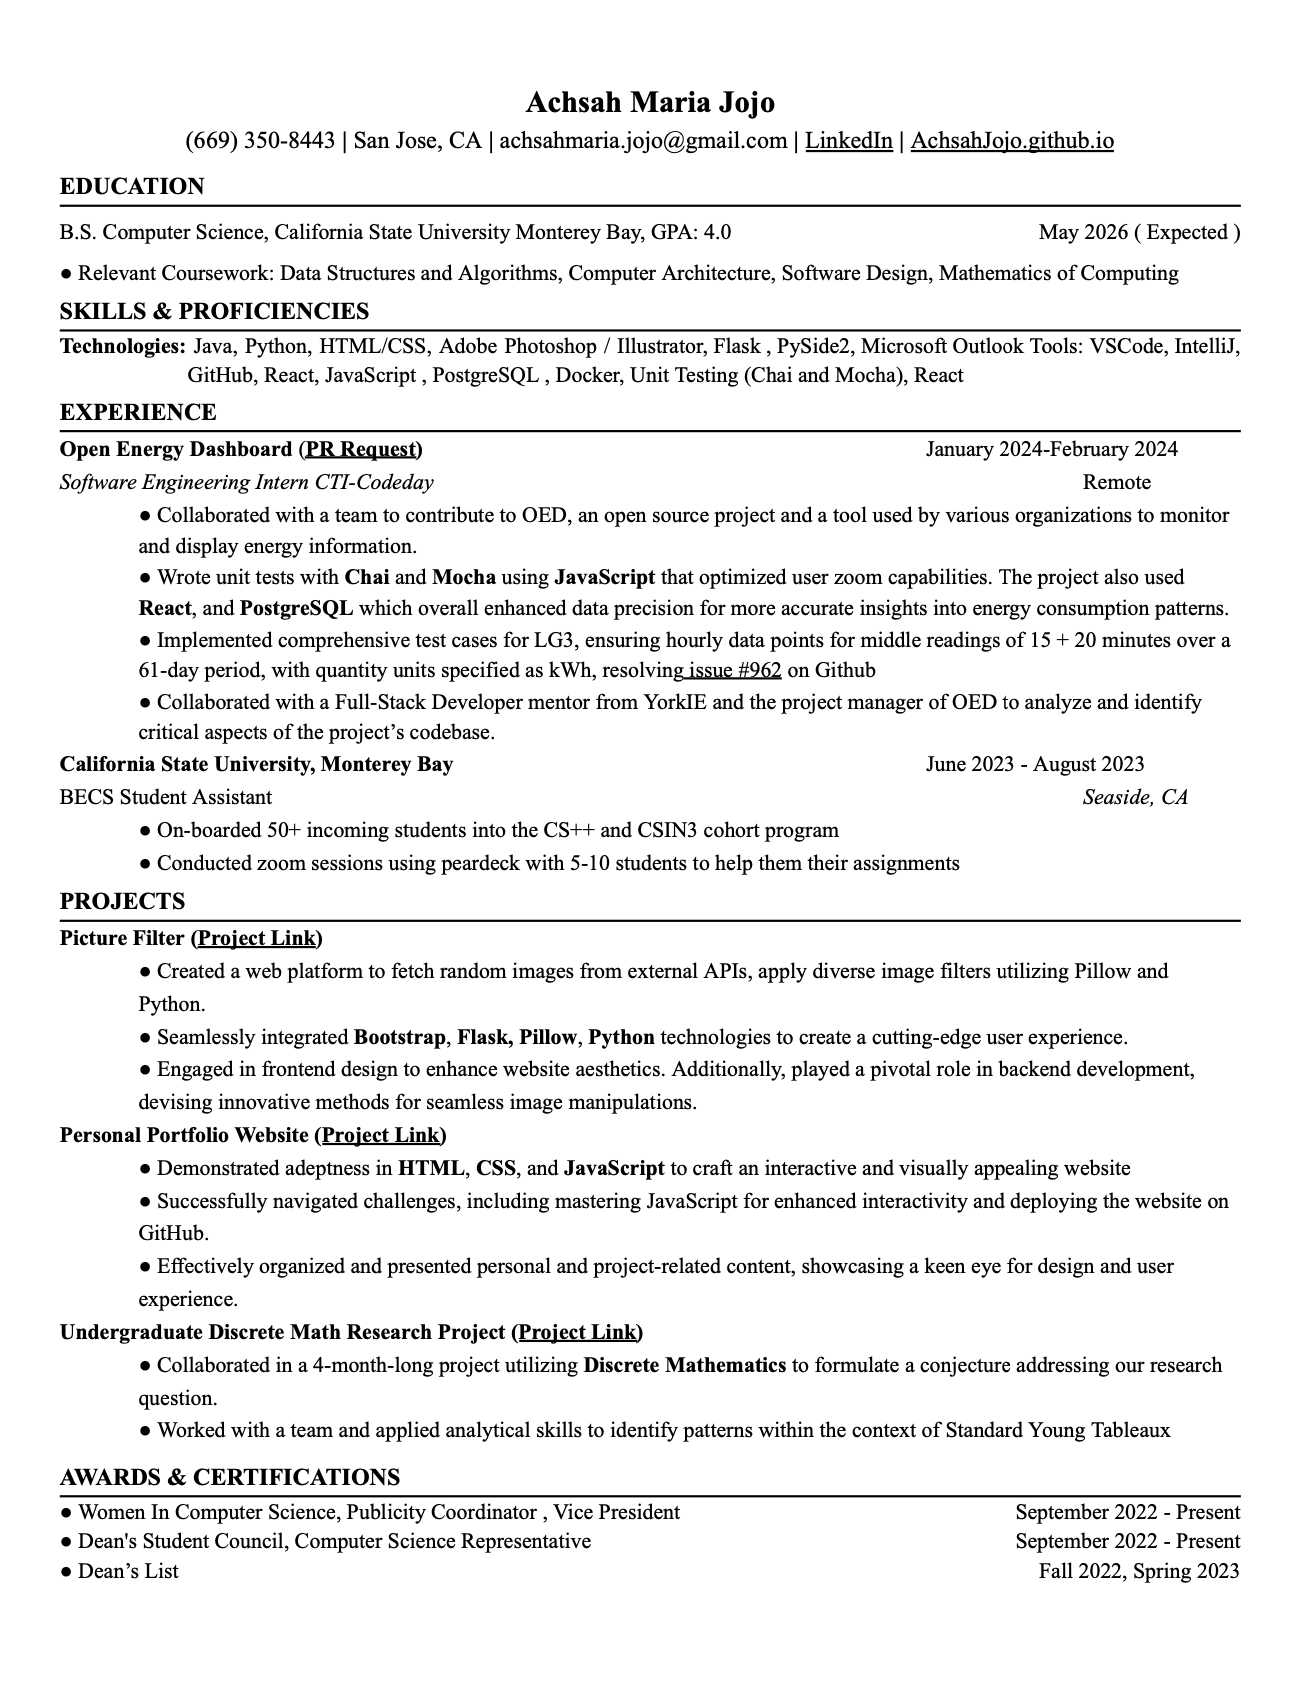 Achsah Maria Jojo
(669) 350-8443 | San Jose, CA | achsahmaria.jojo@gmail.com | LinkedIn | AchsahJojo.github.io
EDUCATION
B.S. Computer Science, California State University Monterey Bay, GPA: 4.0 May 2026 ( Expected )
● Relevant Coursework: Data Structures and Algorithms, Computer Architecture, Software Design, Mathematics of Computing
SKILLS & PROFICIENCIES
Technologies: Java, Python, HTML/CSS, Adobe Photoshop / Illustrator, Flask , PySide2, Microsoft Outlook Tools: VSCode, IntelliJ,
GitHub, React, JavaScript , PostgreSQL , Docker, Unit Testing (Chai and Mocha), React
EXPERIENCE
Open Energy Dashboard (PR Request) January 2024-February 2024
Software Engineering Intern CTI-Codeday Remote
● Collaborated with a team to contribute to OED, an open source project and a tool used by various organizations to monitor
and display energy information.
● Wrote unit tests with Chai and Mocha using JavaScript that optimized user zoom capabilities. The project also used
React, and PostgreSQL which overall enhanced data precision for more accurate insights into energy consumption patterns.
● Implemented comprehensive test cases for LG3, ensuring hourly data points for middle readings of 15 + 20 minutes over a
61-day period, with quantity units specified as kWh, resolving issue #962 on Github
● Collaborated with a Full-Stack Developer mentor from YorkIE and the project manager of OED to analyze and identify
critical aspects of the project’s codebase.
California State University, Monterey Bay June 2023 - August 2023
BECS Student Assistant Seaside, CA
● On-boarded 50+ incoming students into the CS++ and CSIN3 cohort program
● Conducted zoom sessions using peardeck with 5-10 students to help them their assignments
PROJECTS
Picture Filter (Project Link)
● Created a web platform to fetch random images from external APIs, apply diverse image filters utilizing Pillow and
Python.
● Seamlessly integrated Bootstrap, Flask, Pillow, Python technologies to create a cutting-edge user experience.
● Engaged in frontend design to enhance website aesthetics. Additionally, played a pivotal role in backend development,
devising innovative methods for seamless image manipulations.
Personal Portfolio Website (Project Link)
● Demonstrated adeptness in HTML, CSS, and JavaScript to craft an interactive and visually appealing website
● Successfully navigated challenges, including mastering JavaScript for enhanced interactivity and deploying the website on
GitHub.
● Effectively organized and presented personal and project-related content, showcasing a keen eye for design and user
experience.
Undergraduate Discrete Math Research Project (Project Link)
● Collaborated in a 4-month-long project utilizing Discrete Mathematics to formulate a conjecture addressing our research
question.
● Worked with a team and applied analytical skills to identify patterns within the context of Standard Young Tableaux
AWARDS & CERTIFICATIONS
● Women In Computer Science, Publicity Coordinator , Vice President September 2022 - Present
● Dean's Student Council, Computer Science Representative September 2022 - Present
● Dean’s List Fall 2022, Spring 2023